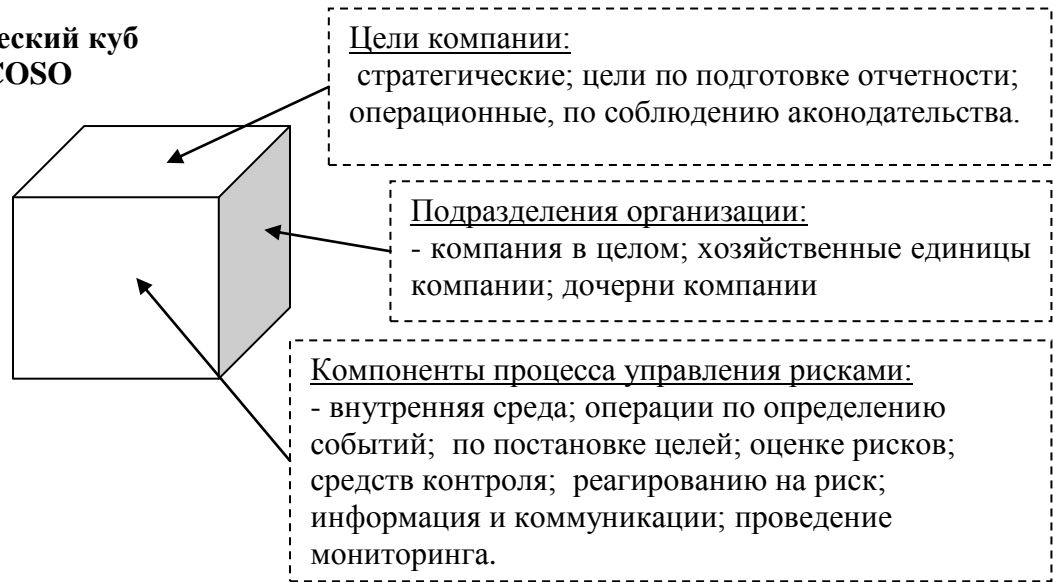 еский куб
COSO
Цели компании:
стратегические; цели по подготовке отчетности;
операционные, по соблюдению аконодательства.
Подразделения организации:
- компания в целом; хозяйственные единицы
компании; дочерни компании
Компоненты процесса управления рисками:
- внутренняя среда; операции по определению
событий; по постановке целей; оценке рисков;
средств контроля; реагированию на риск;
информация и коммуникации; проведение
мониторинга.